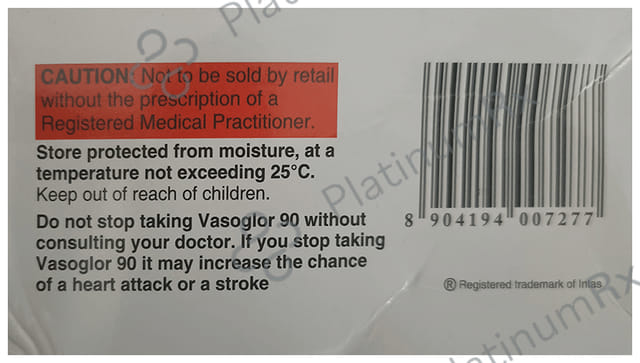 CAUTION: Not to be sold by retail
without the prescription of a
Registered Medical Practitioner.
Store protected from moisture, at a
temperature not exceeding 25°C.
Keep out of reach of children.
Do not stop taking Vasoglor 90 without
consulting your doctor. If you stop taking
Vasoglor 90 it may increase the chance
of a heart attack or a stroke
8 904194 007277
® Registered trademark of Intas
PlatinumRx
PlatinumRx
PlatinumRx